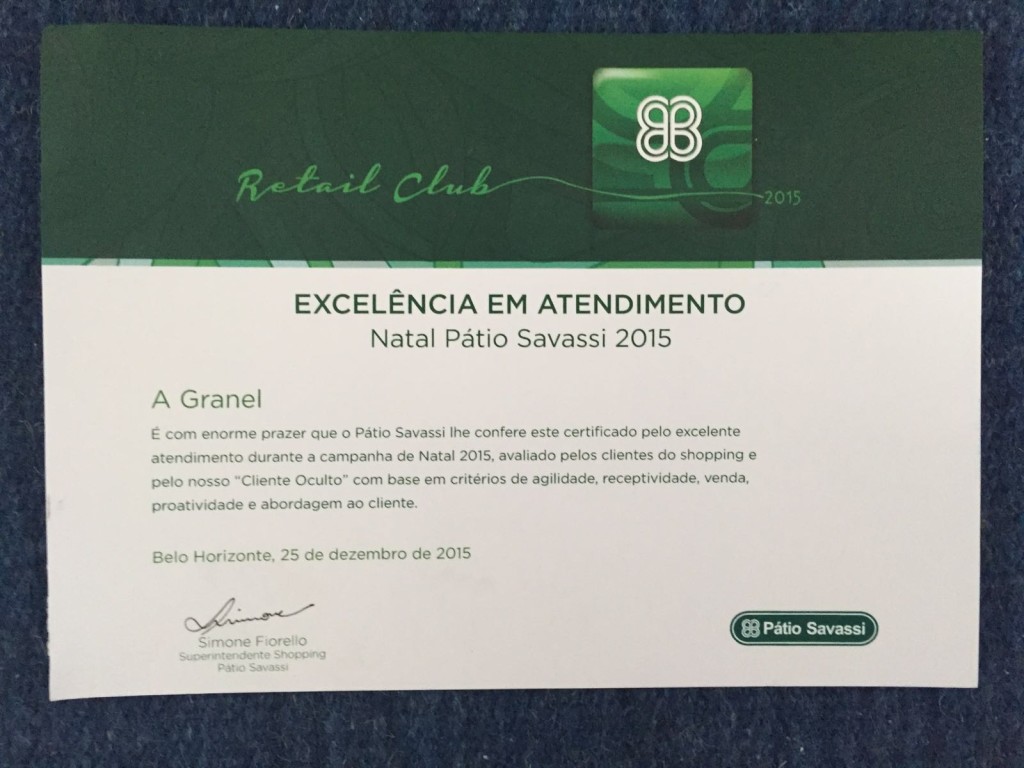 Retail Club 2015
EXCELÊNCIA EM ATENDIMENTO
Natal Pátio Savassi 2015
A Granel
É com enorme prazer que o Pátio Savassi lhe confere este certificado pelo excelente
atendimento durante a campanha de Natal 2015, avaliado pelos clientes do shopping e
pelo nosso "Cliente Oculto" com base em critérios de agilidade, receptividade, venda,
proatividade e abordagem ao cliente.
Belo Horizonte, 25 de dezembro de 2015
Simone
Simone Fiorello
Superintendente Shopping
Pátio Savassi
Pátio Savassi